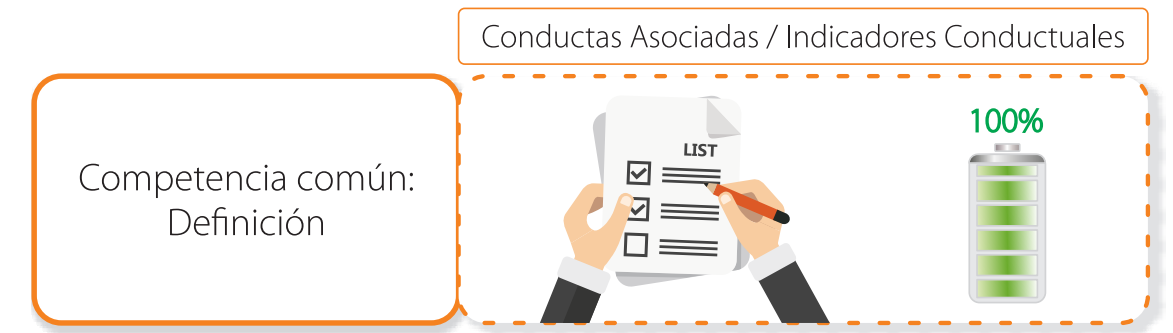 Conductas Asociadas / Indicadores Conductuales
Competencia común:
Definición
LIST
100%